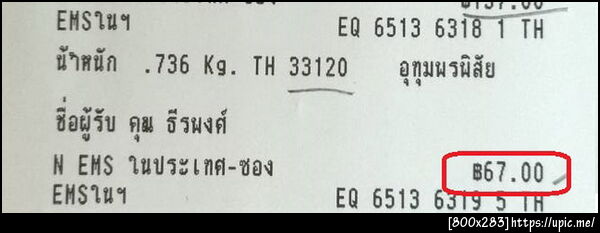 ฿137.00
EMSในฯ EQ 6513 6318 1 TH
น้ำหนัก .736 Kg. TH 33120 อุทุมพรพิสัย
ชื่อผู้รับ คุณ ธีรพงศ์
N EMS ในประเทศ-ซอง ฿67.00
EMSในฯ EQ 6513 6319 5 TH
[800x283]https://upic.me/